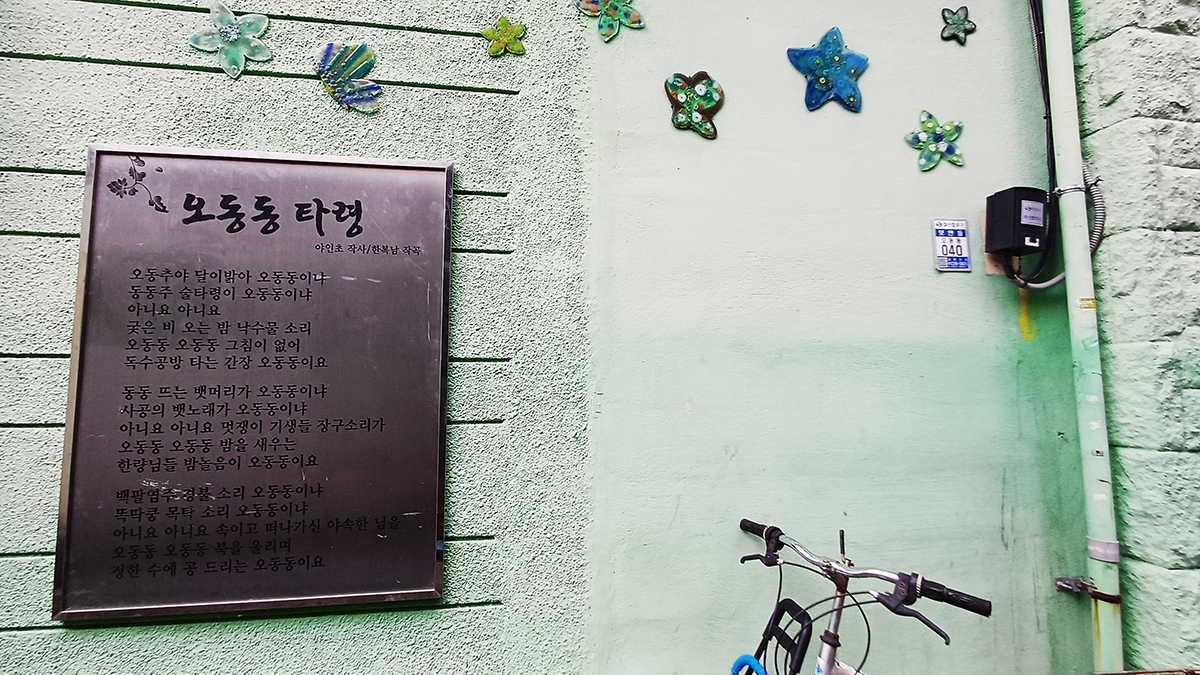 오동동 타령
야인초 작사/한복남 작곡
오동추야 달이밝아 오동동이냐
동동주 술타령이 오동동이냐
아니요 아니요
궂은 비 오는 밤 낙수물 소리
오동동 오동동 그침이 없어
독수공방 타는 간장 오동동이요
동동 뜨는 뱃머리가 오동동이냐
사공의 뱃노래가 오동동이냐
아니요 아니요 멋쟁이 기생들 장구소리가
오동동 오동동 밤을 새우는
한량님들 밤놀음이 오동동이요
백팔염주 경불 소리 오동동이냐
똑딱쿵 목탁 소리 오동동이냐
아니요 아니요 속이고 떠나가신 야속한 님을
오동동 오동동 북을 울리며
정한 수에 공 드리는 오동동이요
보안등
오동동
040